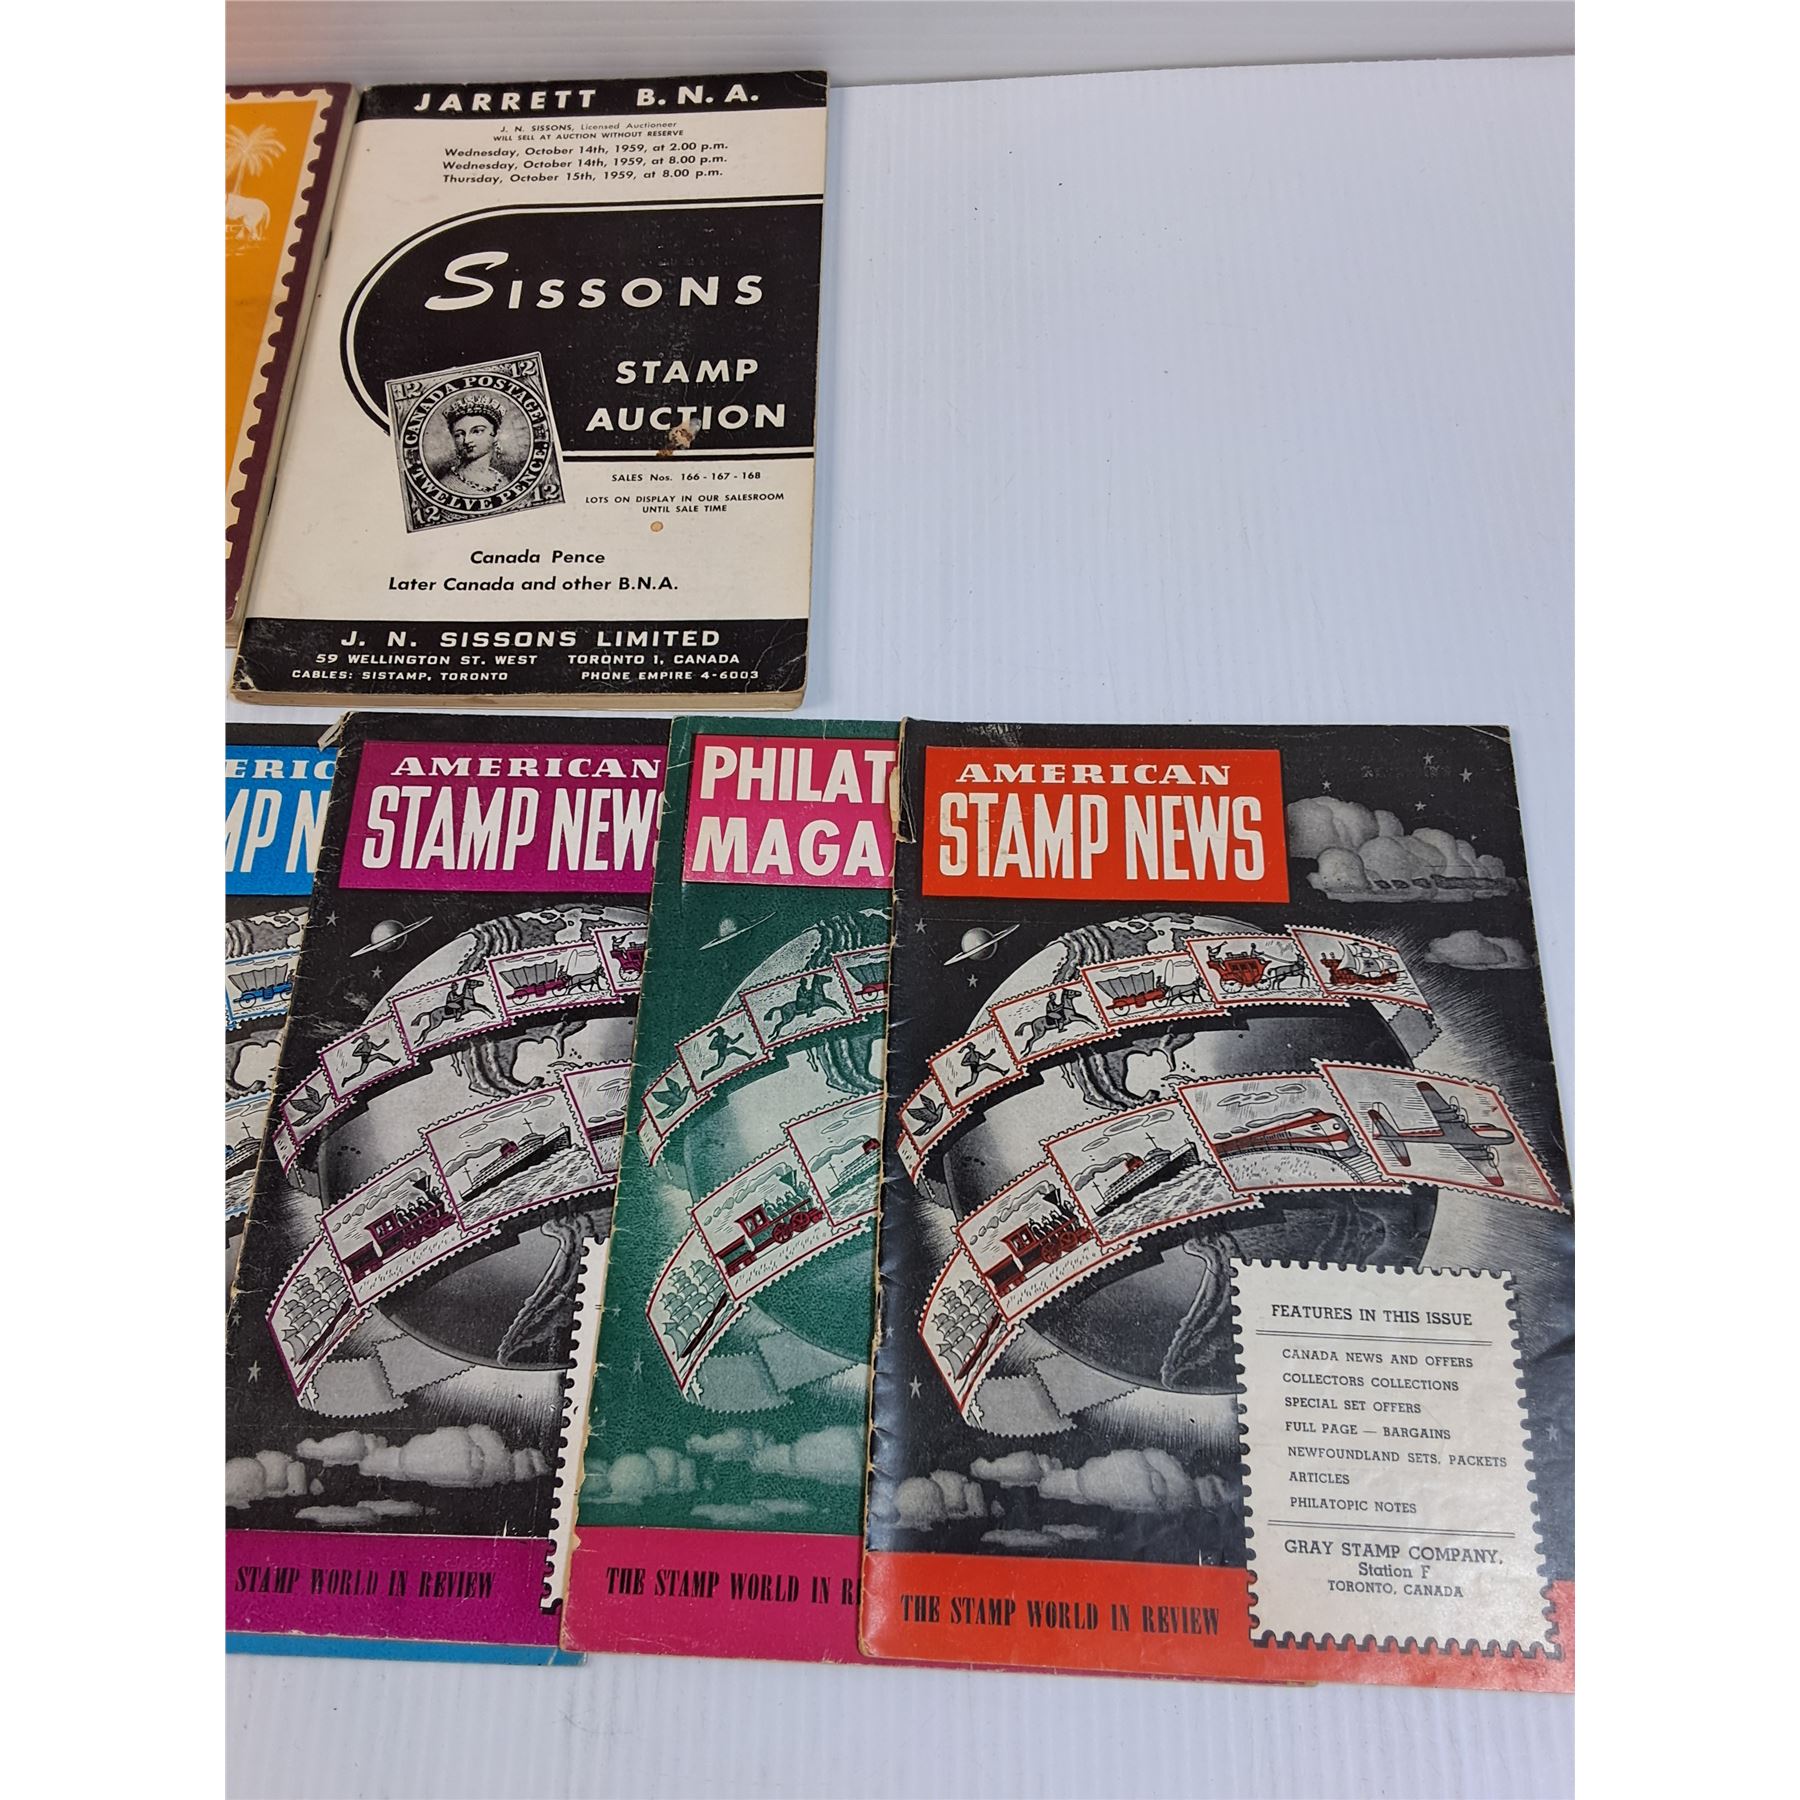 JARRETT B. N. A.
J. N. SISSONS, Licensed Auctioneer
WILL SELL AT AUCTION WITHOUT RESERVE
Wednesday, October 14th, 1959, at 2.00 p.m.
Wednesday, October 14th, 1959, at 8.00 p.m.
Thursday, October 15th, 1959, at 8.00 p.m.
SISSONS
STAMP
AUCTION
12 12
CANADA POSTAGE
TWELVE PENCE.
12 12
SALES Nos. 166 - 167 - 168
LOTS ON DISPLAY IN OUR SALESROOM
UNTIL SALE TIME
Canada Pence
Later Canada and other B.N.A.
J. N. SISSONS LIMITED
59 WELLINGTON ST. WEST TORONTO 1, CANADA
CABLES: SISTAMP, TORONTO PHONE EMPIRE 4-6003
ERIC
MP N
AMERICAN
STAMP NEWS
STAMP WORLD IN REVIEW
PHILAT
MAGA
THE STAMP WORLD IN R
AMERICAN
STAMP NEWS
FEATURES IN THIS ISSUE
CANADA NEWS AND OFFERS
COLLECTORS COLLECTIONS
SPECIAL SET OFFERS
FULL PAGE — BARGAINS
NEWFOUNDLAND SETS, PACKETS
ARTICLES
PHILATOPIC NOTES
GRAY STAMP COMPANY,
Station F
TORONTO, CANADA
THE STAMP WORLD IN REVIEW